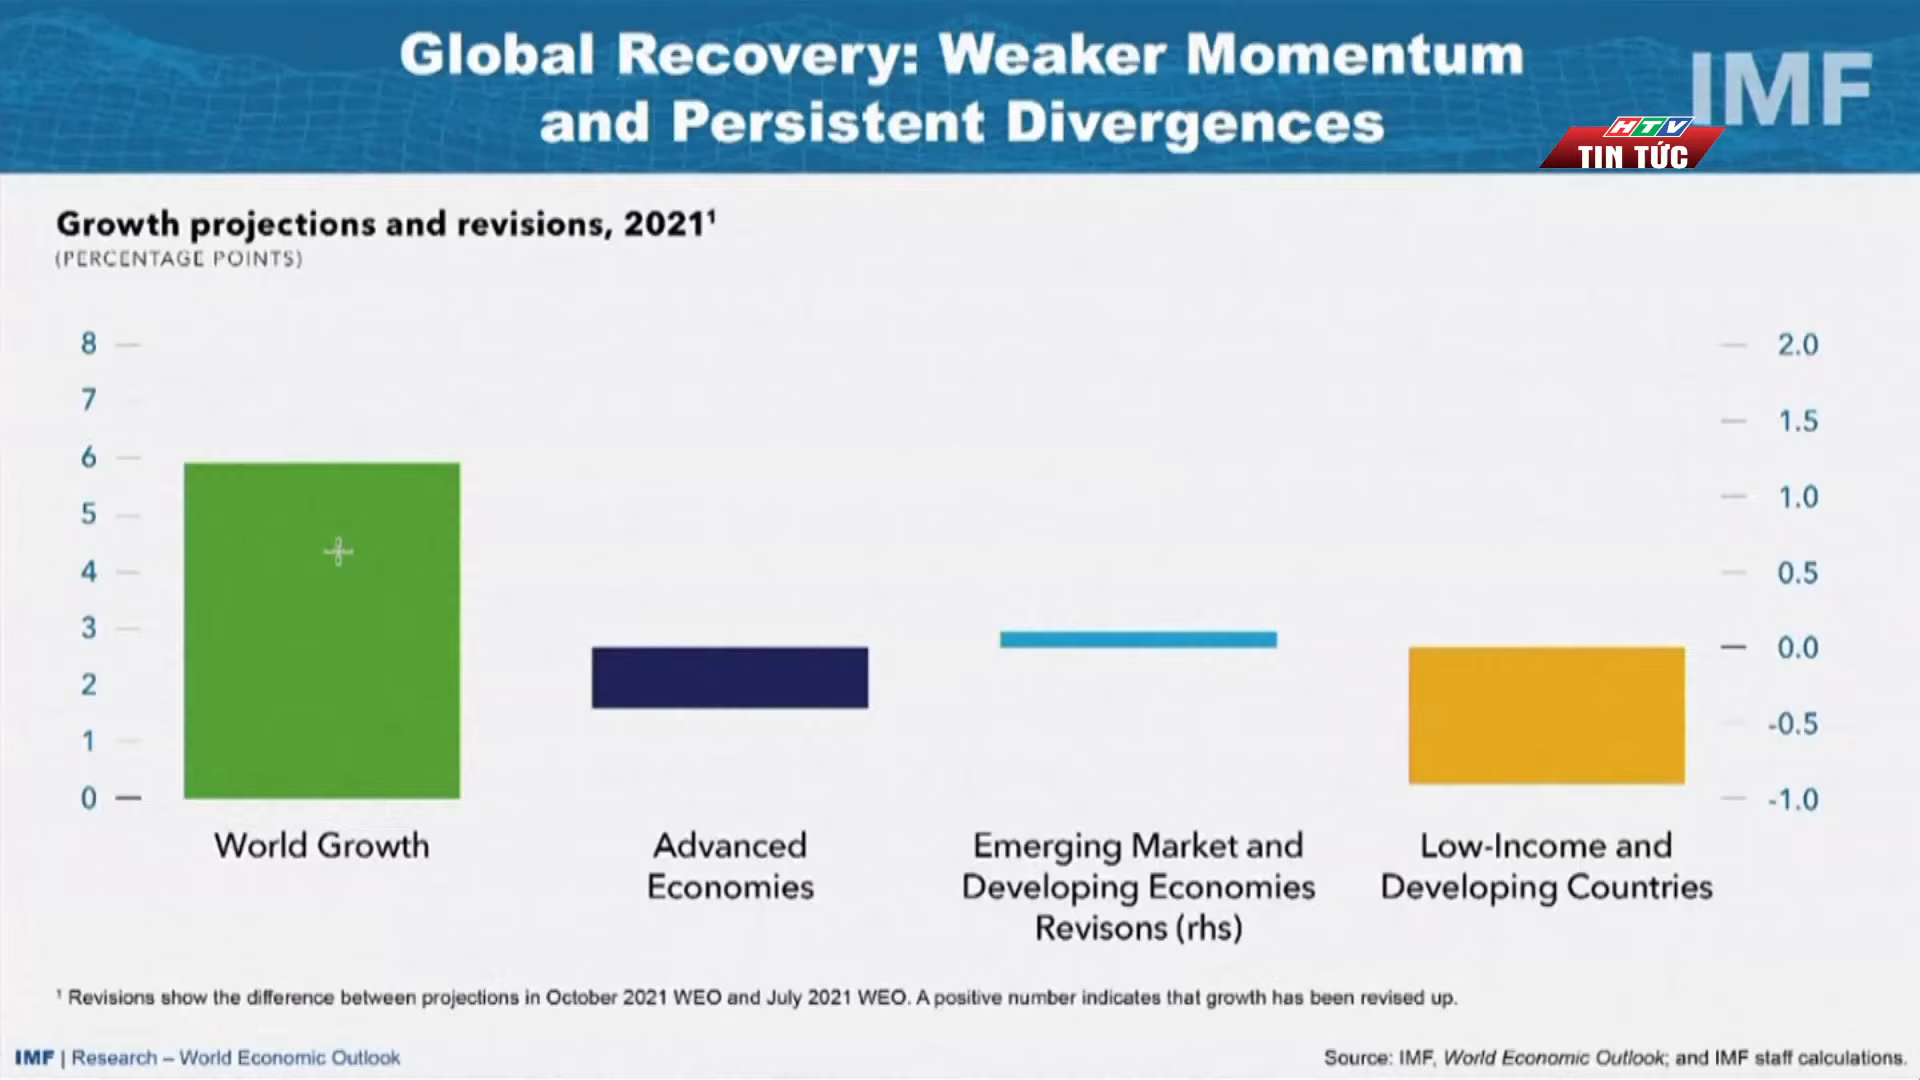 Global Recovery: Weaker Momentum
and Persistent Divergences
IMF
HTV
TIN TỨC
Growth projections and revisions, 2021¹
(PERCENTAGE POINTS)
8
7
6
5
4
3
2
1
0
2.0
1.5
1.0
0.5
0.0
-0.5
-1.0
World Growth
Advanced
Economies
Emerging Market and
Developing Economies
Revisons (rhs)
Low-Income and
Developing Countries
¹ Revisions show the difference between projections in October 2021 WEO and July 2021 WEO. A positive number indicates that growth has been revised up.
IMF | Research – World Economic Outlook
Source: IMF, World Economic Outlook; and IMF staff calculations.